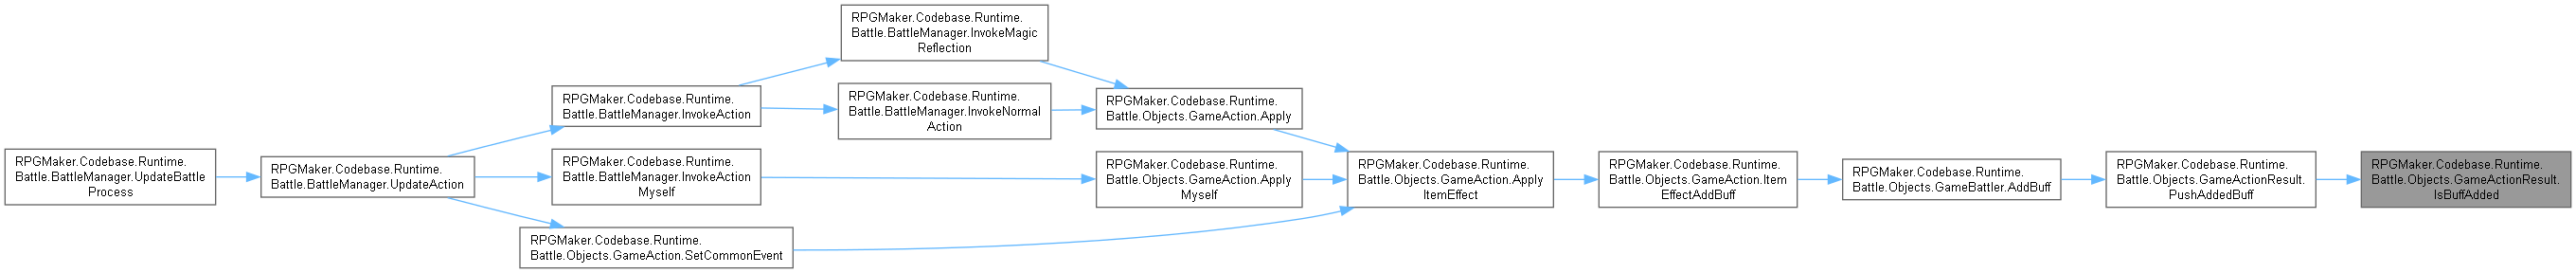 RPGMaker.Codebase.Runtime.
Battle.BattleManager.UpdateBattle
Process
RPGMaker.Codebase.Runtime.
Battle.BattleManager.UpdateAction
RPGMaker.Codebase.Runtime.
Battle.BattleManager.InvokeAction
RPGMaker.Codebase.Runtime.
Battle.BattleManager.InvokeAction
Myself
RPGMaker.Codebase.Runtime.
Battle.Objects.GameAction.SetCommonEvent
RPGMaker.Codebase.Runtime.
Battle.BattleManager.InvokeMagic
Reflection
RPGMaker.Codebase.Runtime.
Battle.BattleManager.InvokeNormal
Action
RPGMaker.Codebase.Runtime.
Battle.Objects.GameAction.Apply
RPGMaker.Codebase.Runtime.
Battle.Objects.GameAction.Apply
Myself
RPGMaker.Codebase.Runtime.
Battle.Objects.GameAction.Apply
ItemEffect
RPGMaker.Codebase.Runtime.
Battle.Objects.GameAction.Item
EffectAddBuff
RPGMaker.Codebase.Runtime.
Battle.Objects.GameBattler.AddBuff
RPGMaker.Codebase.Runtime.
Battle.Objects.GameActionResult.
PushAddedBuff
RPGMaker.Codebase.Runtime.
Battle.Objects.GameActionResult.
IsBuffAdded